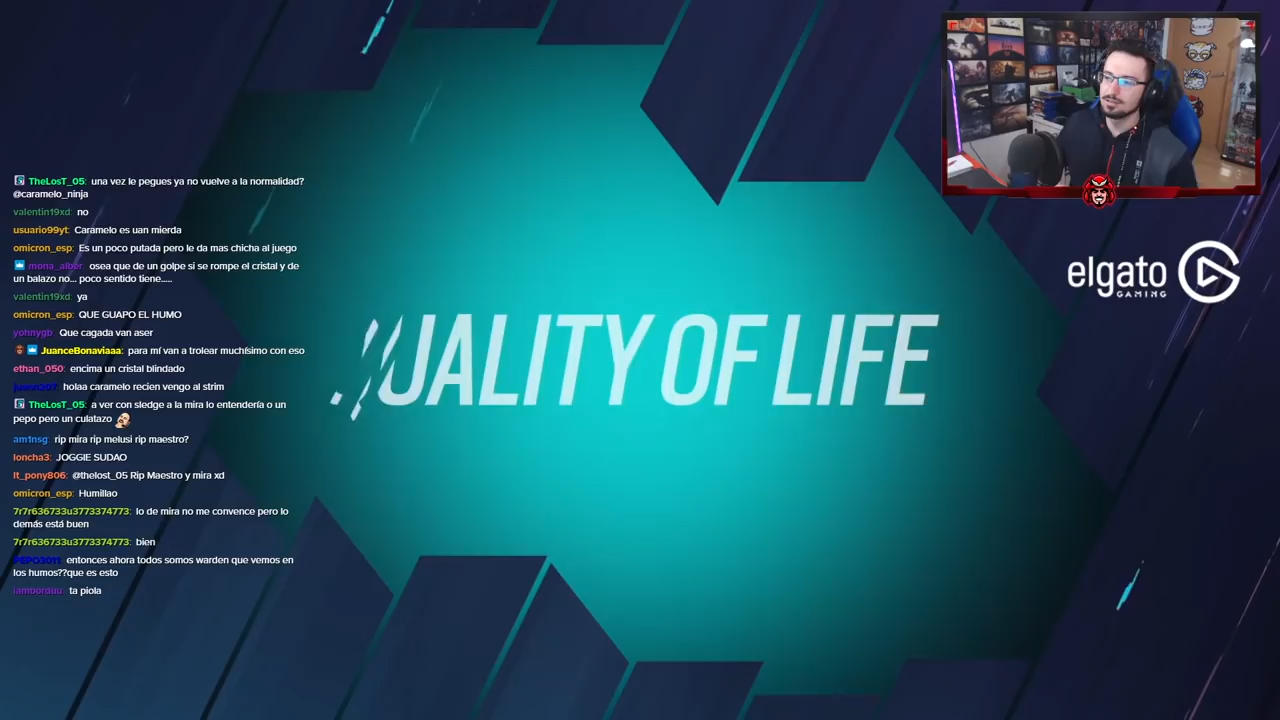 TheLosT_05: una vez le pegues ya no vuelve a la normalidad?
@caramelo_ninja
valentin19xd: no
usuario99yt: Caramelo es uan mierda
omicron_esp: Es un poco putada pero le da mas chicha al juego
mona_alber: osea que de un golpe si se rompe el cristal y de
un balazo no... poco sentido tiene.....
valentin19xd: ya
omicron_esp: QUE GUAPO EL HUMO
yohnygb: Que cagada van aser
JuanceBonaviaaa: para mí van a trolear muchísimo con eso
ethan_050: encima un cristal blindado
holaa caramelo recien vengo al strim
TheLosT_05: a ver con sledge a la mira lo entendería o un
pepo pero un culatazo
am1nsg: rip mira rip melusi rip maestro?
loncha3: JOGGIE SUDAO
lt_pony806: @thelost_05 Rip Maestro y mira xd
omicron_esp: Humillao
7r7r636733u3773374773: lo de mira no me convence pero lo
demás está buen
7r7r636733u3773374773: bien
PEPO3011: entonces ahora todos somos warden que vemos en
los humos??que es esto
iamborduu: ta piola
QUALITY OF LIFE
elgato
GAMING